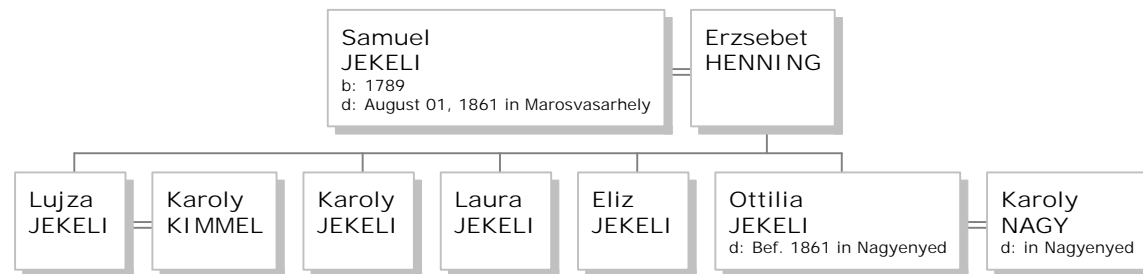 Samuel
JEKELI
b: 1789
d: August 01, 1861 in Marosvasarhely
Erzsebet
HENNING
Lujza
JEKELI
Karoly
KIMMEL
Karoly
JEKELI
Laura
JEKELI
Eliz
JEKELI
Ottilia
JEKELI
d: Bef. 1861 in Nagyenyed
Karoly
NAGY
d: in Nagyenyed